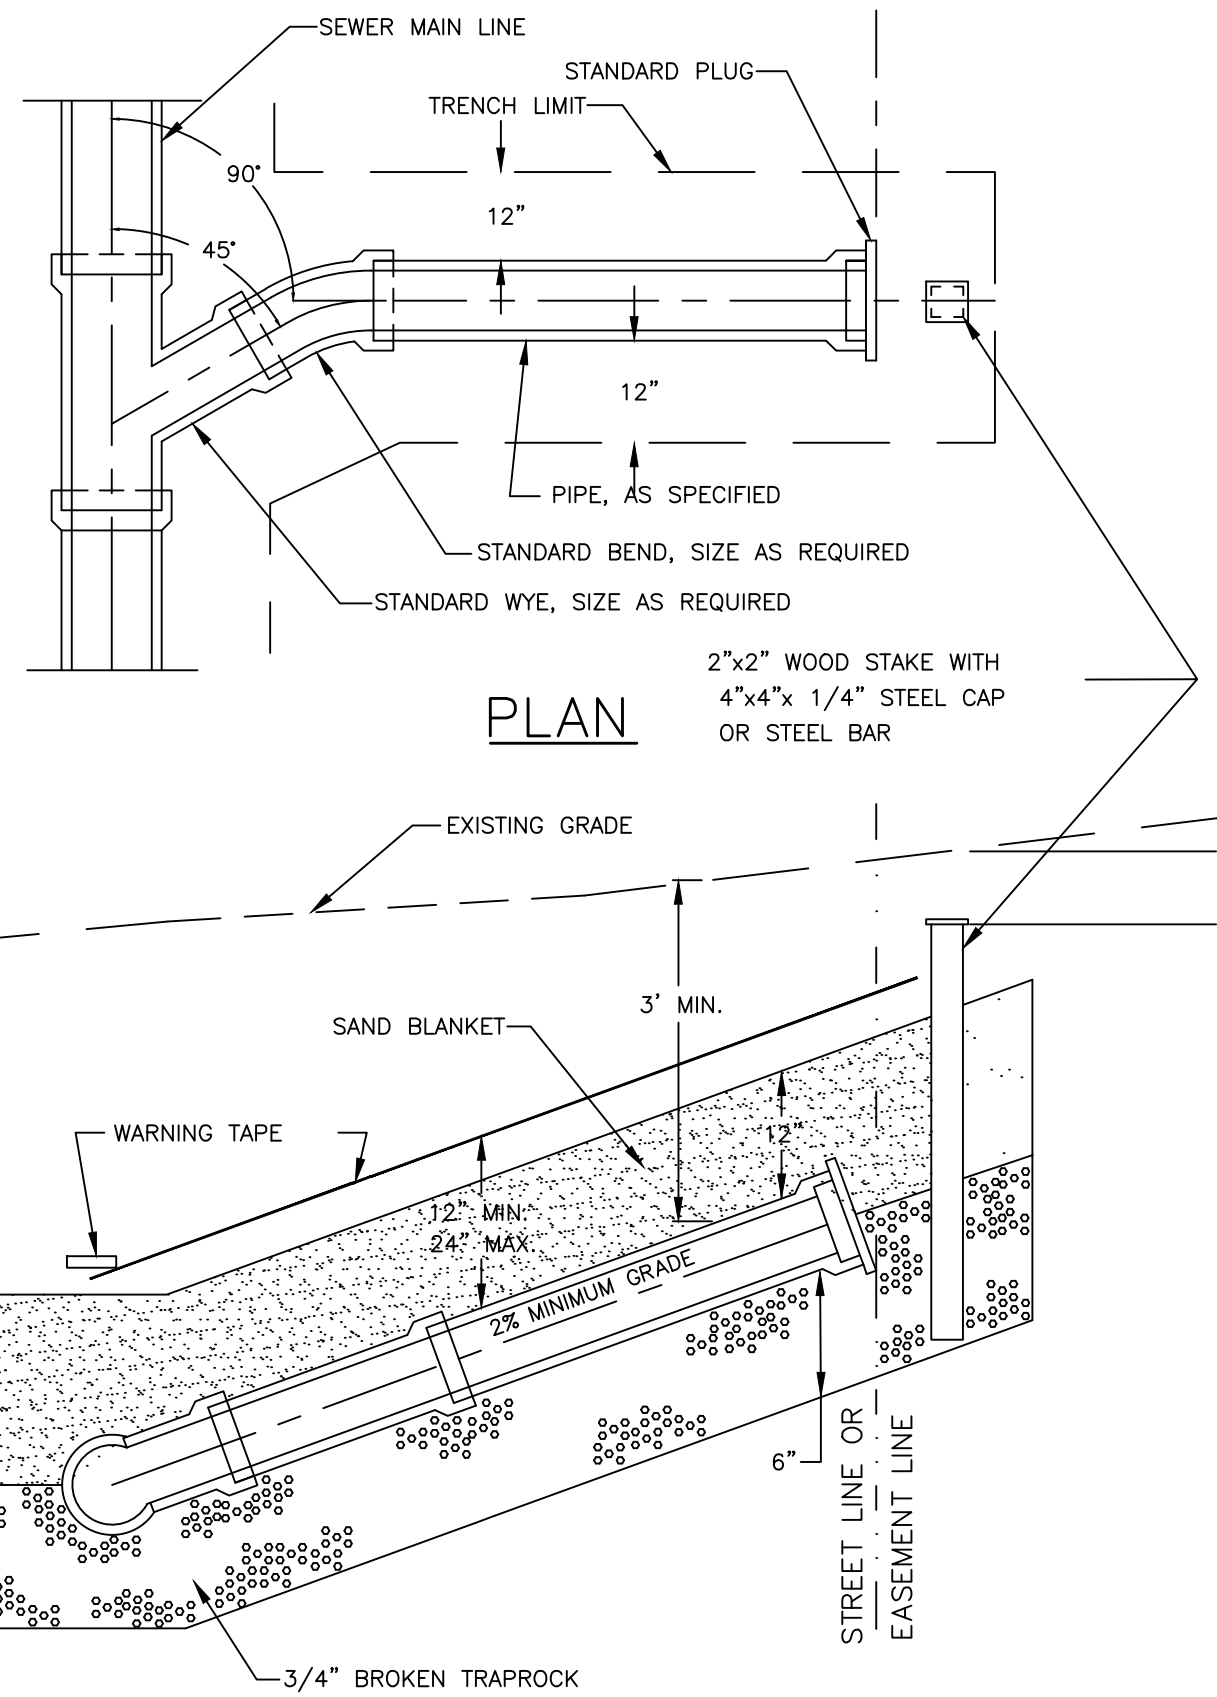 SEWER MAIN LINE
STANDARD PLUG
TRENCH LIMIT
90°
12"
45°
12"
PIPE, AS SPECIFIED
STANDARD BEND, SIZE AS REQUIRED
STANDARD WYE, SIZE AS REQUIRED
2"x2" WOOD STAKE WITH
4"x4"x 1/4" STEEL CAP
OR STEEL BAR
PLAN
EXISTING GRADE
3' MIN.
SAND BLANKET
WARNING TAPE
12"
12" MIN.
24" MAX.
2% MINIMUM GRADE
6"
STREET LINE OR
EASEMENT LINE
3/4" BROKEN TRAPROCK